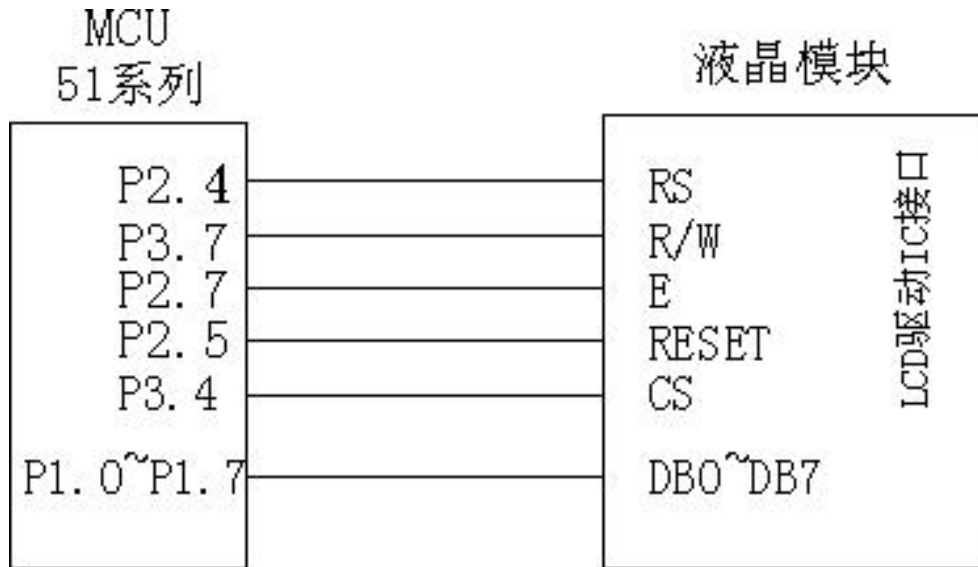 MCU
51系列
液晶模块
P2.4
RS
P3.7
R/W
P2.7
E
P2.5
RESET
P3.4
CS
P1.0~P1.7
DB0~DB7
LCD驱动IC接口